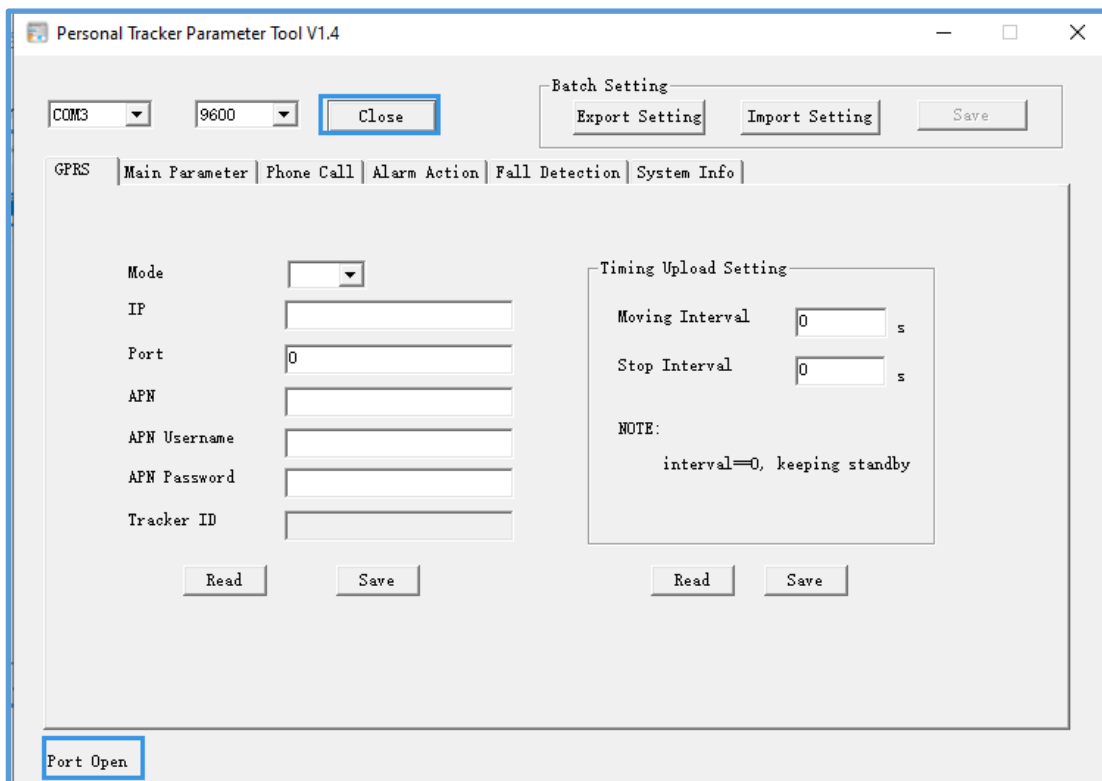 Personal Tracker Parameter Tool V1.4
Batch Setting
COM3 9600 Close Export Setting Import Setting Save
GPRS Main Parameter Phone Call Alarm Action Fall Detection System Info
Mode
IP
Port 0
APN
APN Username
APN Password
Tracker ID
Read Save
Timing Upload Setting
Moving Interval 0 s
Stop Interval 0 s
NOTE:
interval==0, keeping standby
Read Save
Port Open